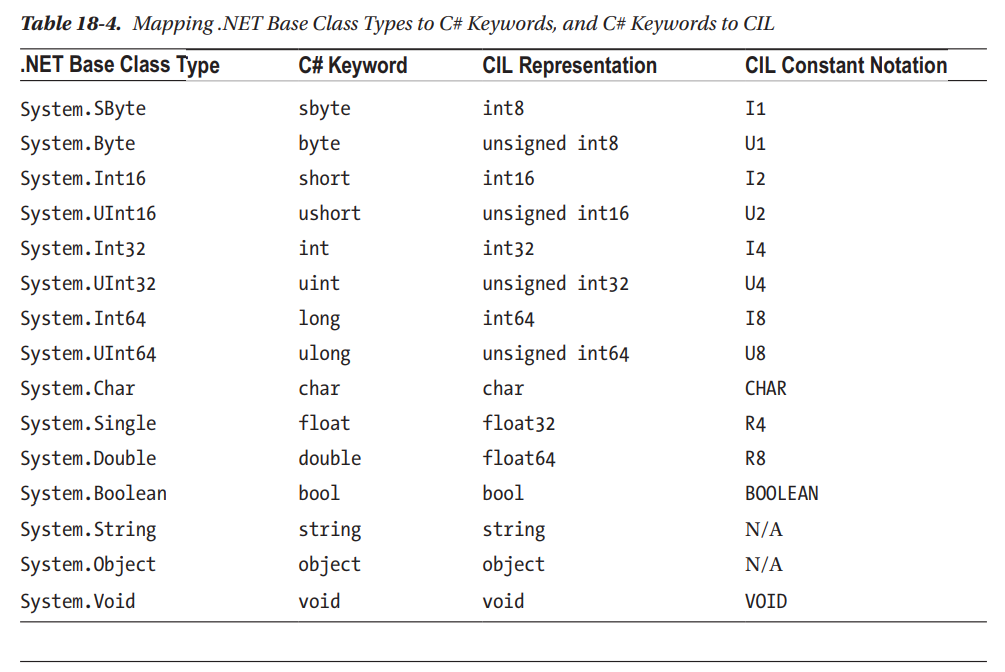 Table 18-4. Mapping .NET Base Class Types to C# Keywords, and C# Keywords to CIL
.NET Base Class Type C# Keyword CIL Representation CIL Constant Notation
System.SByte sbyte int8 I1
System.Byte byte unsigned int8 U1
System.Int16 short int16 I2
System.UInt16 ushort unsigned int16 U2
System.Int32 int int32 I4
System.UInt32 uint unsigned int32 U4
System.Int64 long int64 I8
System.UInt64 ulong unsigned int64 U8
System.Char char char CHAR
System.Single float float32 R4
System.Double double float64 R8
System.Boolean bool bool BOOLEAN
System.String string string N/A
System.Object object object N/A
System.Void void void VOID